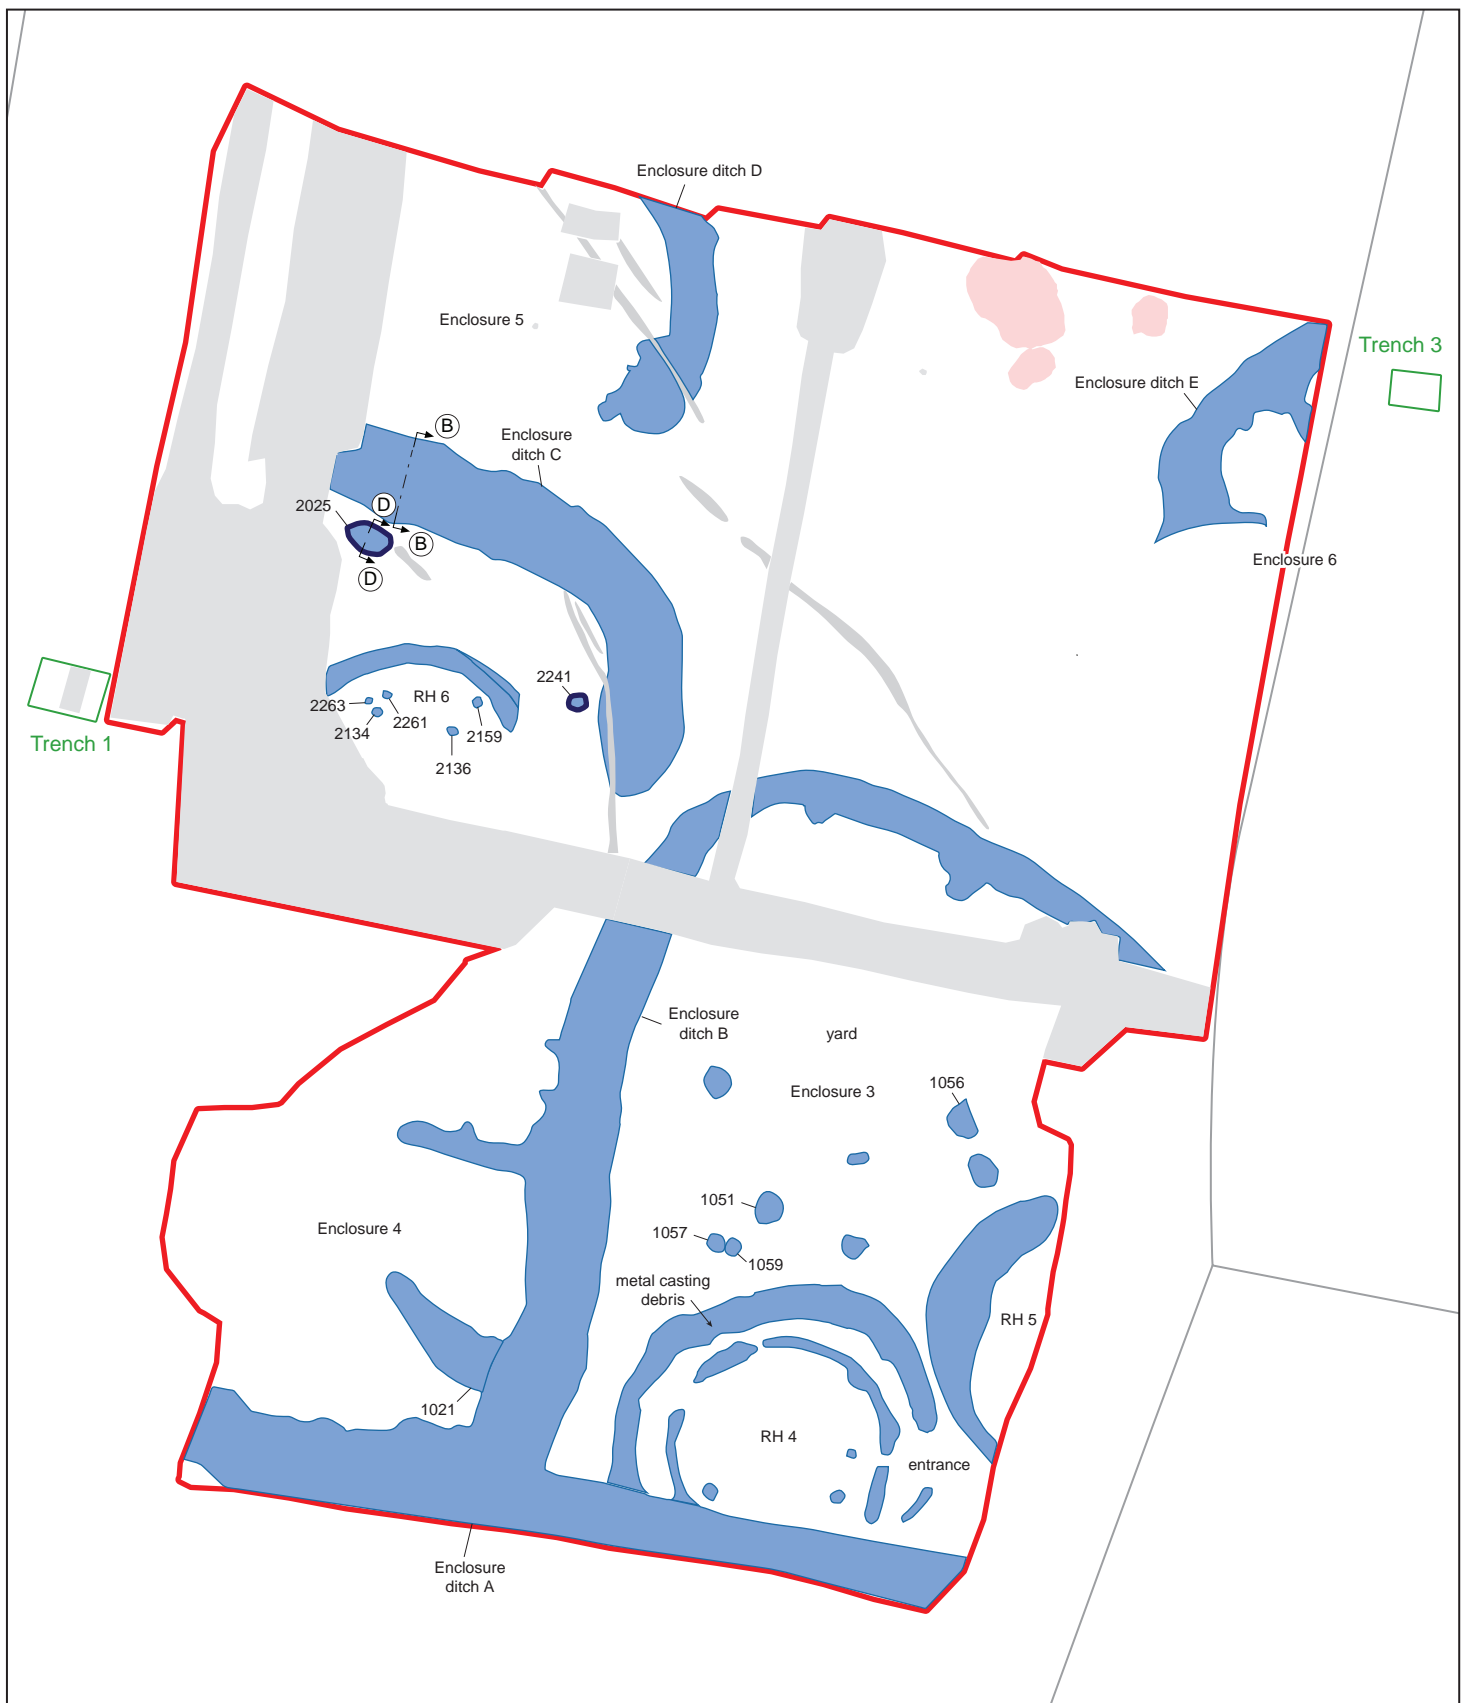 Enclosure ditch D
Enclosure 5
Trench 3
Enclosure ditch E
B
Enclosure
ditch C
2025
D
B
D
Enclosure 6
2241
RH 6
2263
2261
2134
2159
2136
Trench 1
Enclosure
ditch B
yard
Enclosure 3
1056
1051
Enclosure 4
1057
1059
metal casting
debris
RH 5
1021
RH 4
entrance
Enclosure
ditch A